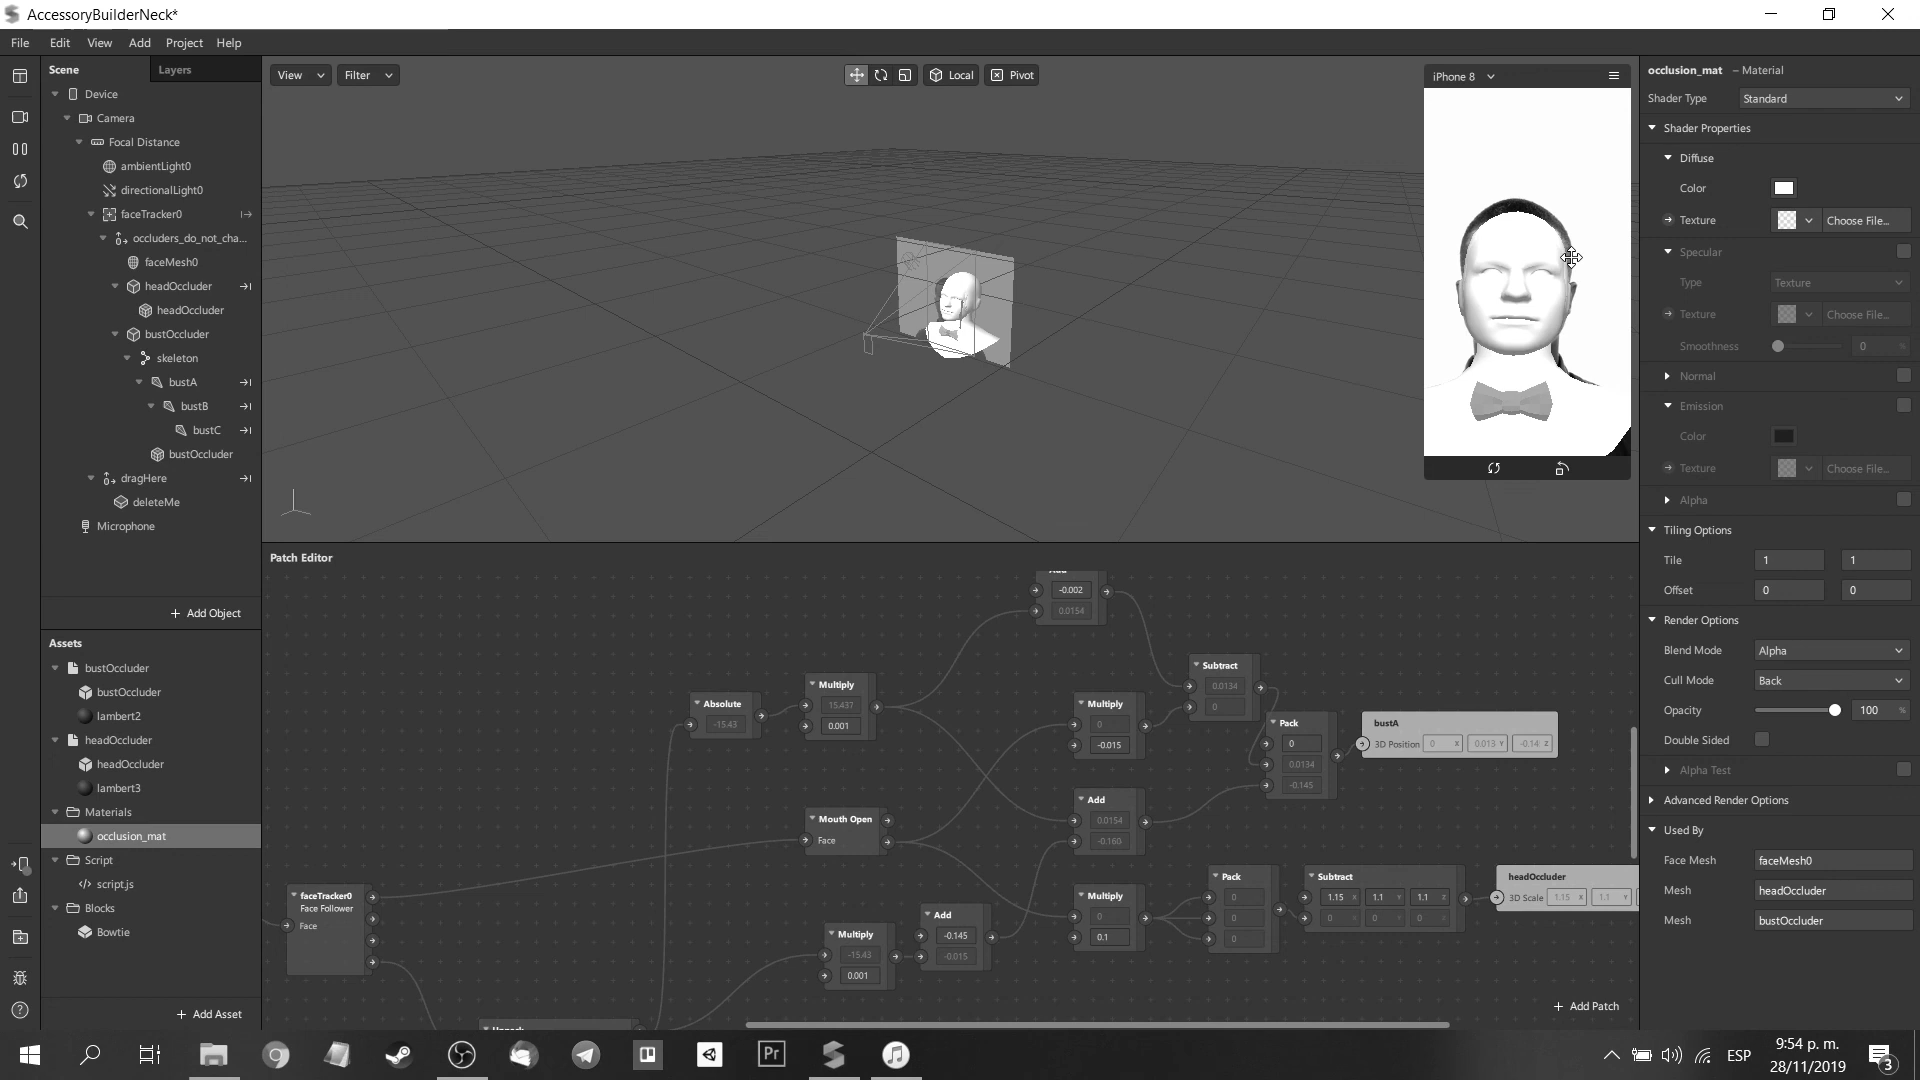 AccessoryBuilderNeck*
File Edit View Add Project Help
Scene Layers
Device
Camera
Focal Distance
ambientLight0
directionalLight0
faceTracker0
occluders_do_not_cha...
faceMesh0
headOccluder
headOccluder
bustOccluder
skeleton
bustA
bustB
bustC
bustOccluder
dragHere
deleteMe
Microphone
+ Add Object
Assets
bustOccluder
bustOccluder
lambert2
headOccluder
headOccluder
lambert3
Materials
occlusion_mat
Script
script.js
Blocks
Bowtie
+ Add Asset
View Filter
Local Pivot
iPhone 8
Patch Editor
-0.002
0.0154
Absolute
-15.43
Multiply
15.437
0.001
Mouth Open
Face
faceTracker0
Face Follower
Face
Multiply
-15.43
0.001
Add
-0.145
-0.015
Multiply
0
-0.015
Add
0.0154
-0.160
Multiply
0
0.1
Subtract
0.0134
0
Pack
0
0.0134
-0.145
bustA
3D Position 0 X 0.013 Y -0.14 Z
Pack
0
0
0
Subtract
1.15 X 1.1 Y 1.1 Z
0 X 0 Y 0 Z
headOccluder
3D Scale 1.15 X 1.1 Y
+ Add Patch
occlusion_mat – Material
Shader Type Standard
Shader Properties
Diffuse
Color
Texture Choose File...
Specular
Type Texture
Texture Choose File...
Smoothness 0 %
Normal
Emission
Color
Texture Choose File...
Alpha
Tiling Options
Tile 1 1
Offset 0 0
Render Options
Blend Mode Alpha
Cull Mode Back
Opacity 100 %
Double Sided
Alpha Test
Advanced Render Options
Used By
Face Mesh faceMesh0
Mesh headOccluder
Mesh bustOccluder
Pr
ESP
9:54 p. m.
28/11/2019
3